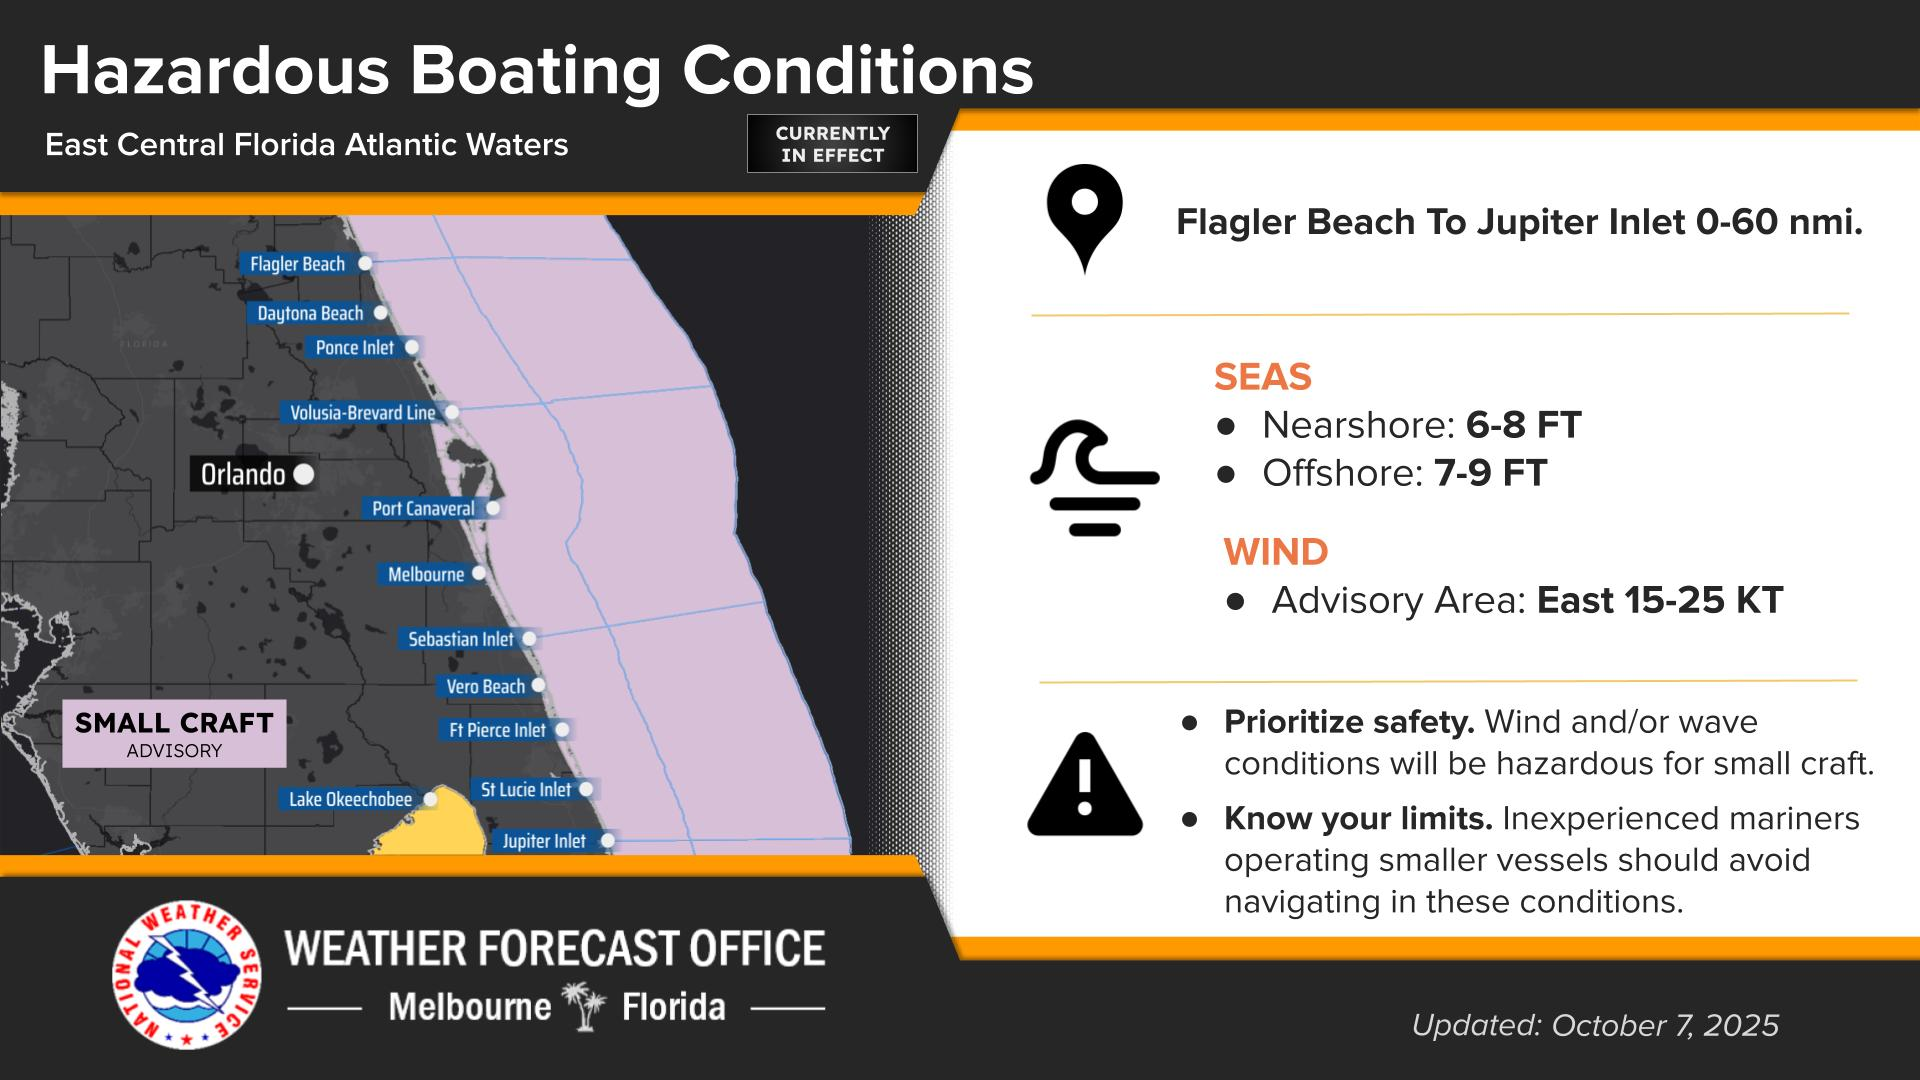 Hazardous Boating Conditions
East Central Florida Atlantic Waters
CURRENTLY
IN EFFECT
Flagler Beach
Daytona Beach
FLORIDA
Ponce Inlet
Volusia-Brevard Line
Orlando
Port Canaveral
Melbourne
Sebastian Inlet
Vero Beach
SMALL CRAFT
ADVISORY
Ft Pierce Inlet
St Lucie Inlet
Lake Okeechobee
Jupiter Inlet
Flagler Beach To Jupiter Inlet 0-60 nmi.
SEAS
● Nearshore: 6-8 FT
● Offshore: 7-9 FT
WIND
● Advisory Area: East 15-25 KT
● Prioritize safety. Wind and/or wave
conditions will be hazardous for small craft.
● Know your limits. Inexperienced mariners
operating smaller vessels should avoid
navigating in these conditions.
NATIONAL WEATHER SERVICE
WEATHER FORECAST OFFICE
Melbourne Florida
Updated: October 7, 2025